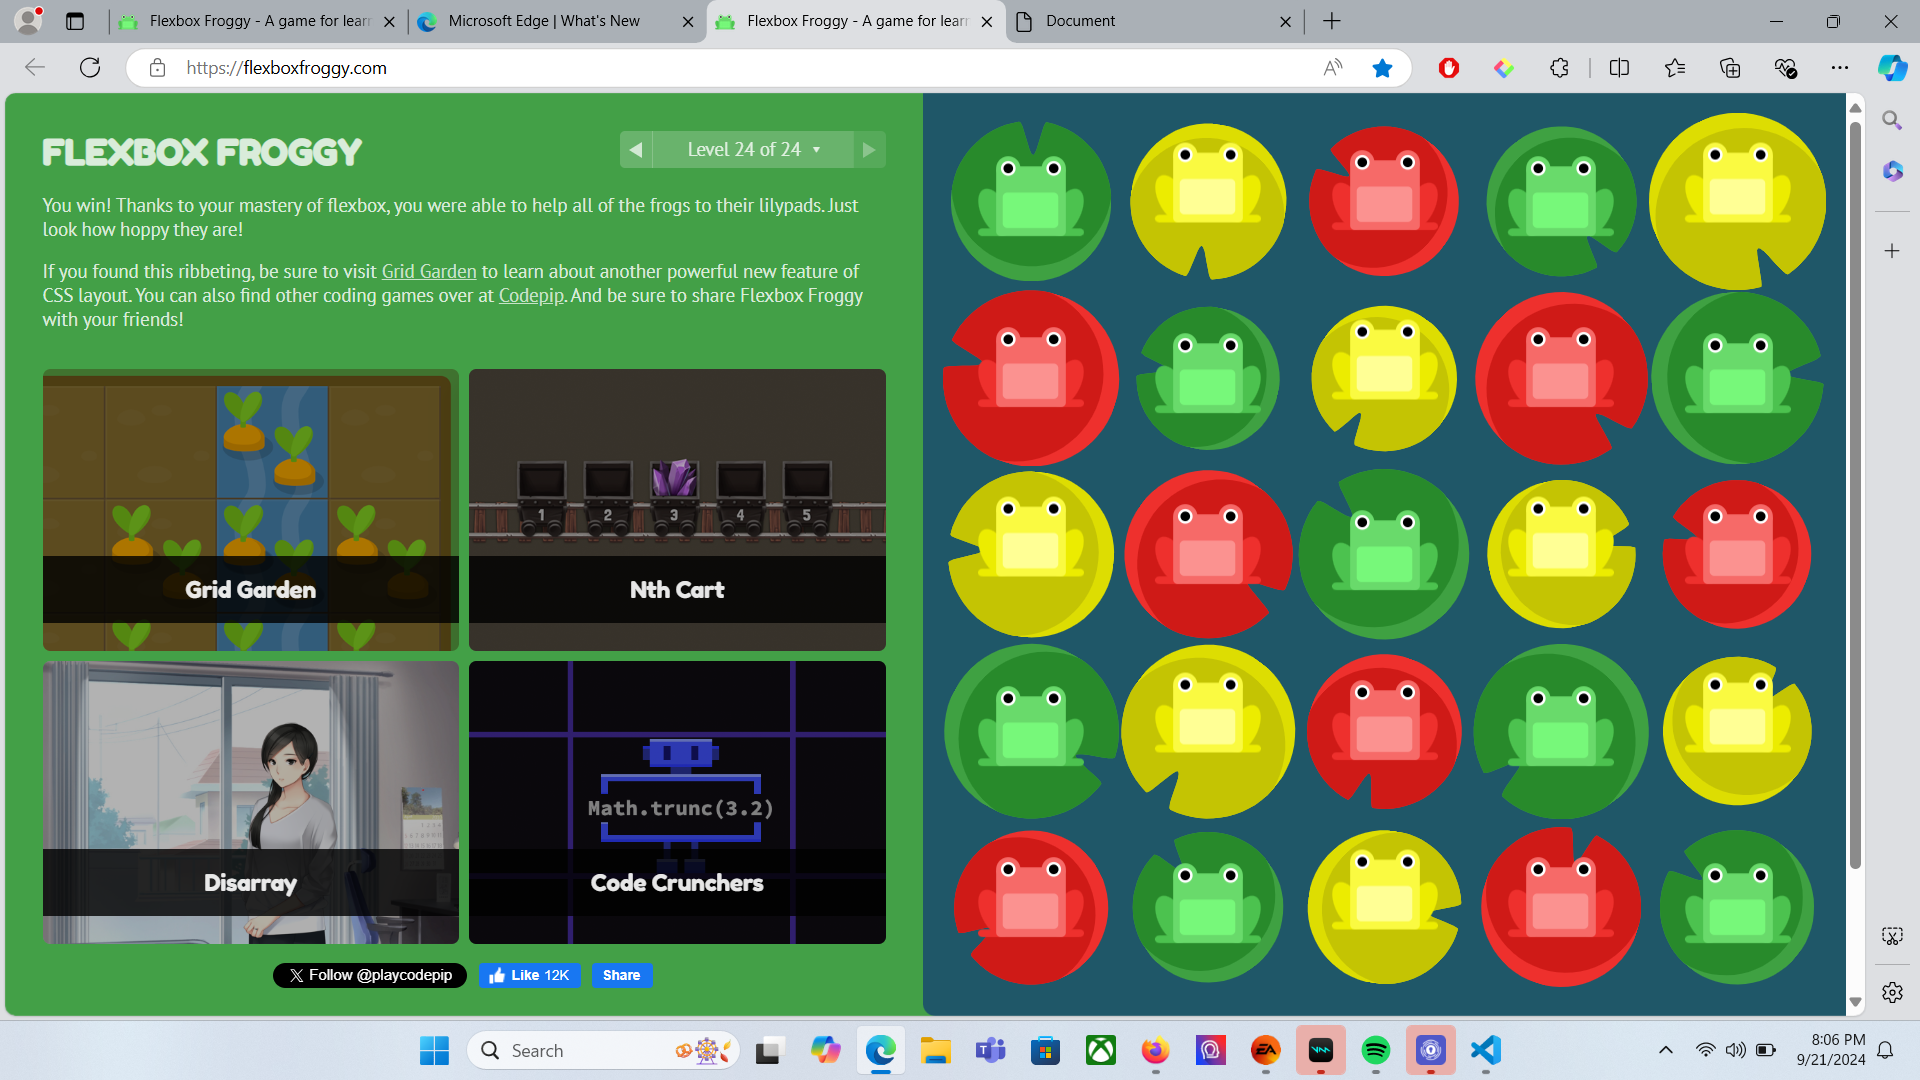 Flexbox Froggy - A game for learn
Microsoft Edge | What's New
Flexbox Froggy - A game for learn
Document
https://flexboxfroggy.com
FLEXBOX FROGGY
Level 24 of 24
You win! Thanks to your mastery of flexbox, you were able to help all of the frogs to their lilypads. Just
look how hoppy they are!
If you found this ribbeting, be sure to visit Grid Garden to learn about another powerful new feature of
CSS layout. You can also find other coding games over at Codepip. And be sure to share Flexbox Froggy
with your friends!
1 2 3 4 5
Grid Garden
Nth Cart
Math.trunc(3.2)
Disarray
Code Crunchers
Follow @playcodepip
Like 12K
Share
Search
8:06 PM
9/21/2024